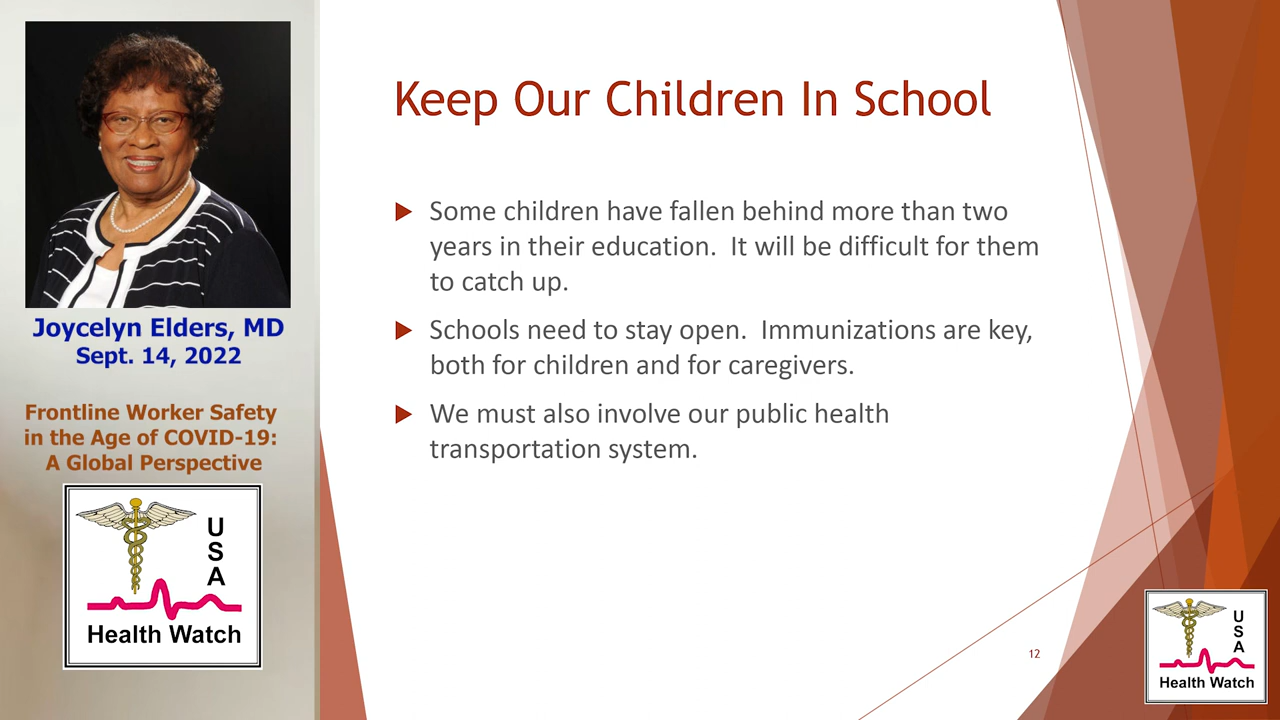 Joycelyn Elders, MD
Sept. 14, 2022
Frontline Worker Safety
in the Age of COVID-19:
A Global Perspective
U
S
A
Health Watch
Keep Our Children In School
Some children have fallen behind more than two
years in their education.  It will be difficult for them
to catch up.
Schools need to stay open.  Immunizations are key,
both for children and for caregivers.
We must also involve our public health
transportation system.
12
U
S
A
Health Watch